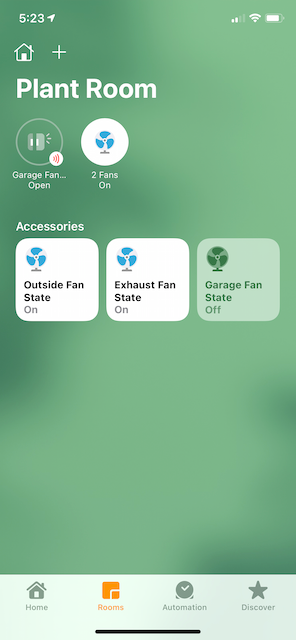 5:23
Plant Room
Garage Fan...
Open
2 Fans
On
Accessories
Outside Fan
State
On
Exhaust Fan
State
On
Garage Fan
State
Off
Home
Rooms
Automation
Discover